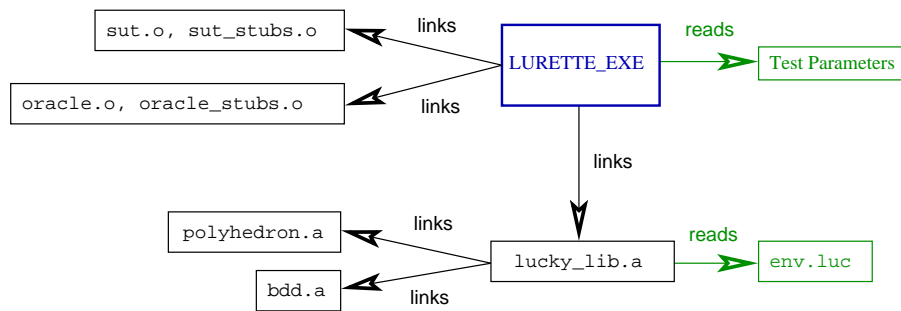 sut.o, sut_stubs.o
links
reads
LURETTE_EXE
Test Parameters
oracle.o, oracle_stubs.o
links
links
polyhedron.a
links
reads
lucky_lib.a
env.luc
bdd.a
links